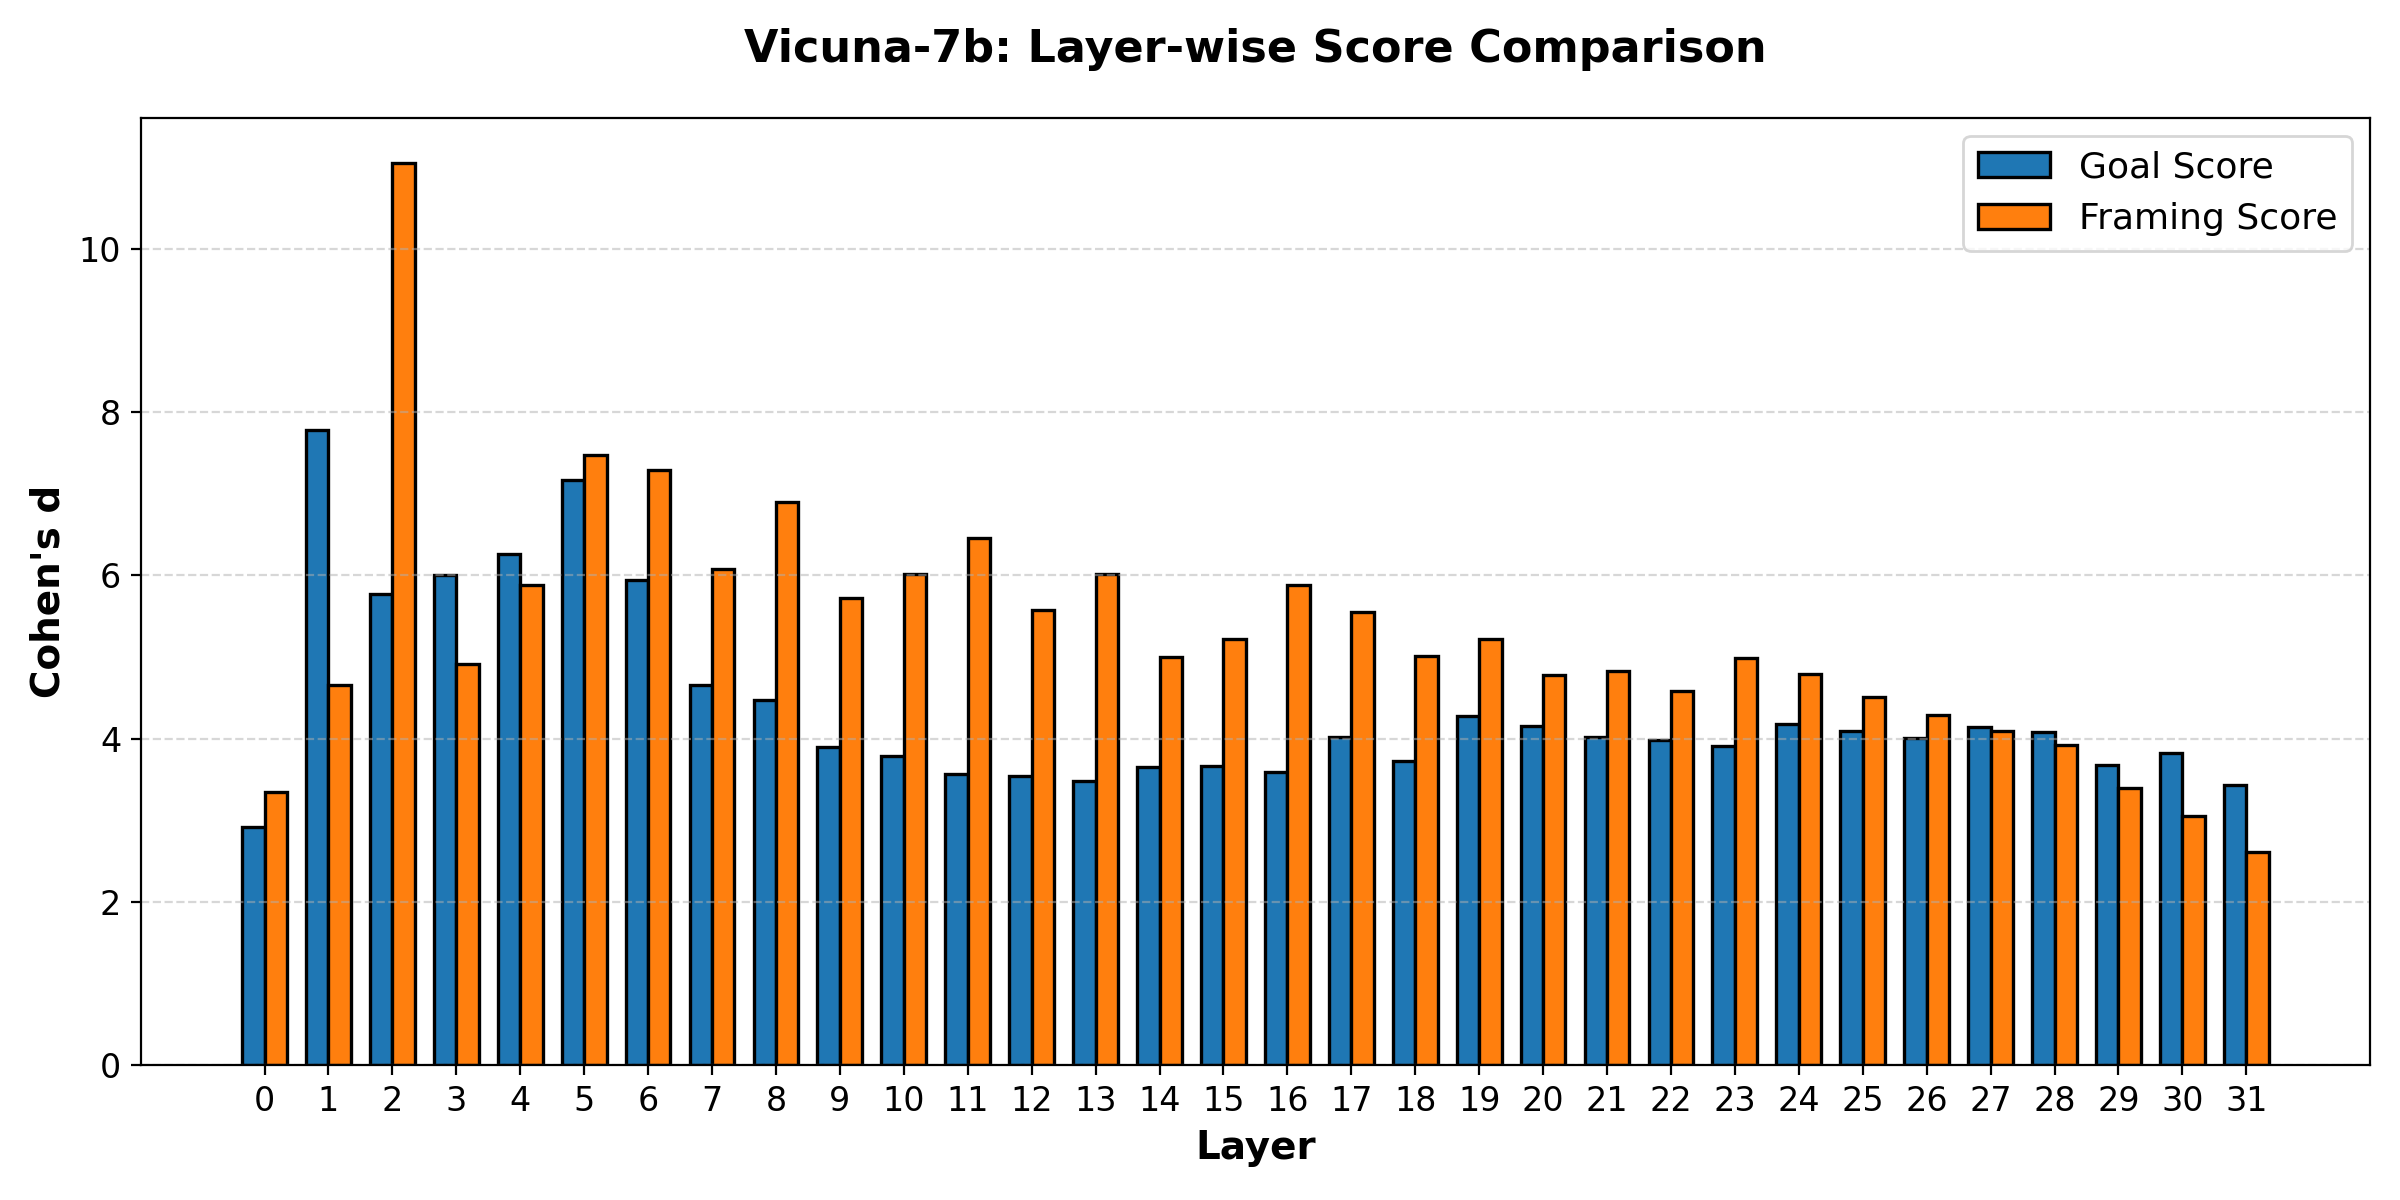 Vicuna-7b: Layer-wise Score Comparison
Goal Score
Framing Score
Cohen's d
10
8
6
4
2
0
0 1 2 3 4 5 6 7 8 9 10 11 12 13 14 15 16 17 18 19 20 21 22 23 24 25 26 27 28 29 30 31
Layer